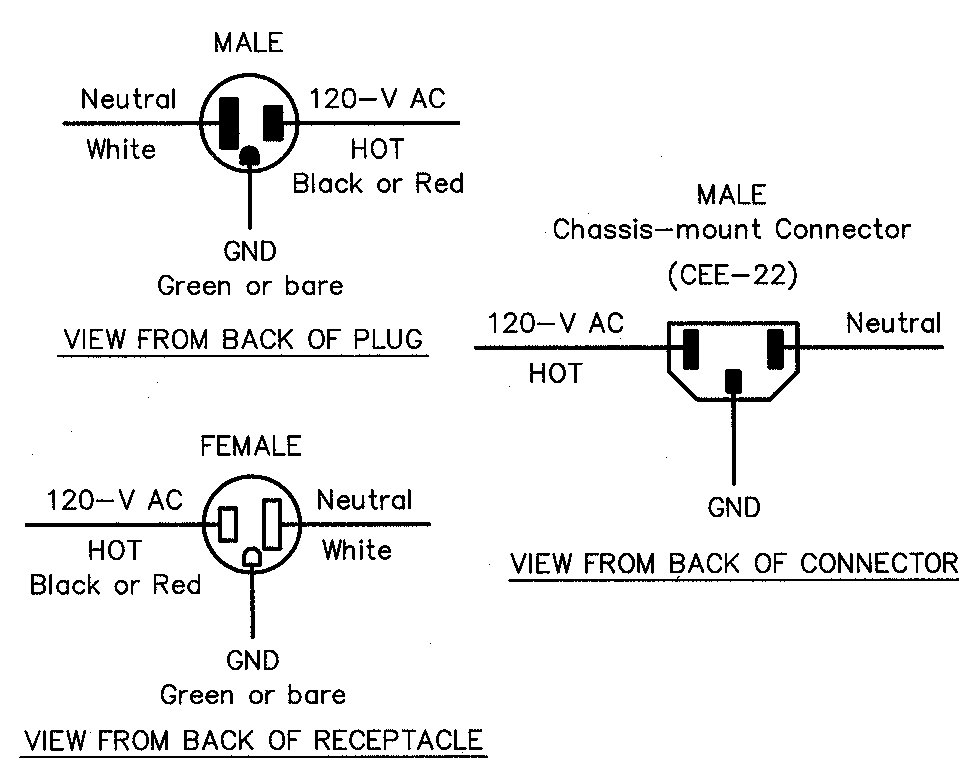 MALE
Neutral
120-V AC
White
HOT
Black or Red
GND
Green or bare
VIEW FROM BACK OF PLUG
MALE
Chassis-mount Connector
(CEE-22)
120-V AC
Neutral
HOT
GND
VIEW FROM BACK OF CONNECTOR
FEMALE
120-V AC
Neutral
HOT
White
Black or Red
GND
Green or bare
VIEW FROM BACK OF RECEPTACLE